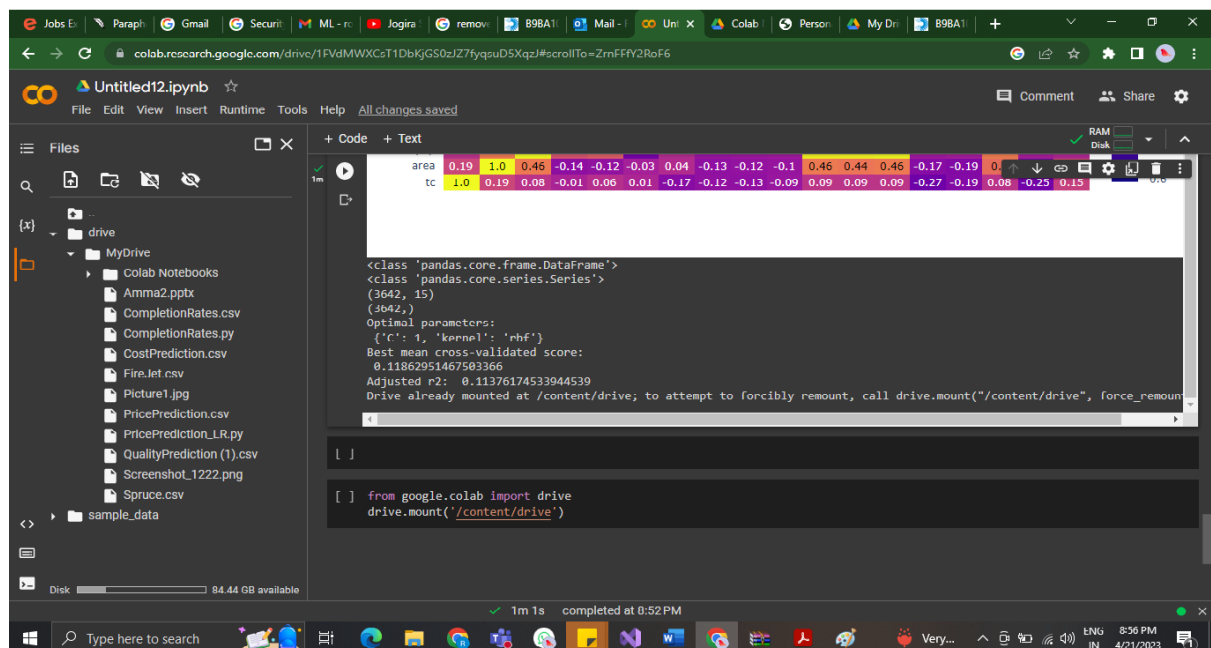 Jobs Ex
Paraph
Gmail
Securit
ML - ro
Jogira S
remove
B9BA10
Mail - F
Unt
Colab
Person
My Dri
B9BA10
colab.research.google.com/drive/1FVdMWXCsT1DbKjGS0zJZ7fyqsuD5XqzJ#scrollTo=ZrnFFfY2RoF6
Untitled12.ipynb
File Edit View Insert Runtime Tools Help All changes saved
Comment
Share
Files
+ Code + Text
RAM
Disk
..
drive
MyDrive
Colab Notebooks
Amma2.pptx
CompletionRates.csv
CompletionRates.py
CostPrediction.csv
FireJet.csv
Picture1.jpg
PricePrediction.csv
PricePrediction_LR.py
QualityPrediction (1).csv
Screenshot_1222.png
Spruce.csv
sample_data
Disk
84.44 GB available
{x}
1m
area 0.19 1.0 0.46 -0.14 -0.12 -0.03 0.04 -0.13 -0.12 -0.1 0.46 0.44 0.46 -0.17 -0.19
tc 1.0 0.19 0.08 -0.01 0.06 0.01 -0.17 -0.12 -0.13 -0.09 0.09 0.09 0.09 -0.27 -0.19 0.08 -0.25 0.15
<class 'pandas.core.frame.DataFrame'>
<class 'pandas.core.series.Series'>
(3642, 15)
(3642,)
Optimal parameters:
{'C': 1, 'kernel': 'rbf'}
Best mean cross-validated score:
0.11862951467503366
Adjusted r2: 0.11376174533944539
Drive already mounted at /content/drive; to attempt to forcibly remount, call drive.mount("/content/drive", force_remoun
[ ]
[ ] from google.colab import drive
drive.mount('/content/drive')
1m 1s completed at 8:52 PM
Type here to search
Very...
ENG
IN
8:56 PM
4/21/2023